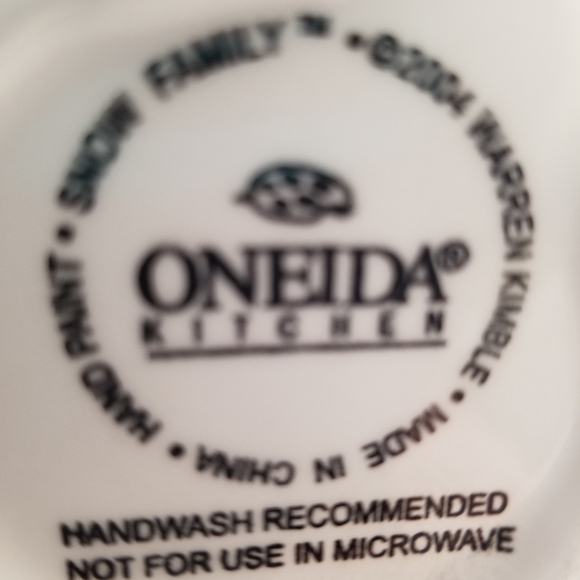 SNOW FAMILY™ • ©2004 WARREN KIMBLE • MADE IN CHINA • HAND PAINT •
ONEIDA®
KITCHEN
HANDWASH RECOMMENDED
NOT FOR USE IN MICROWAVE